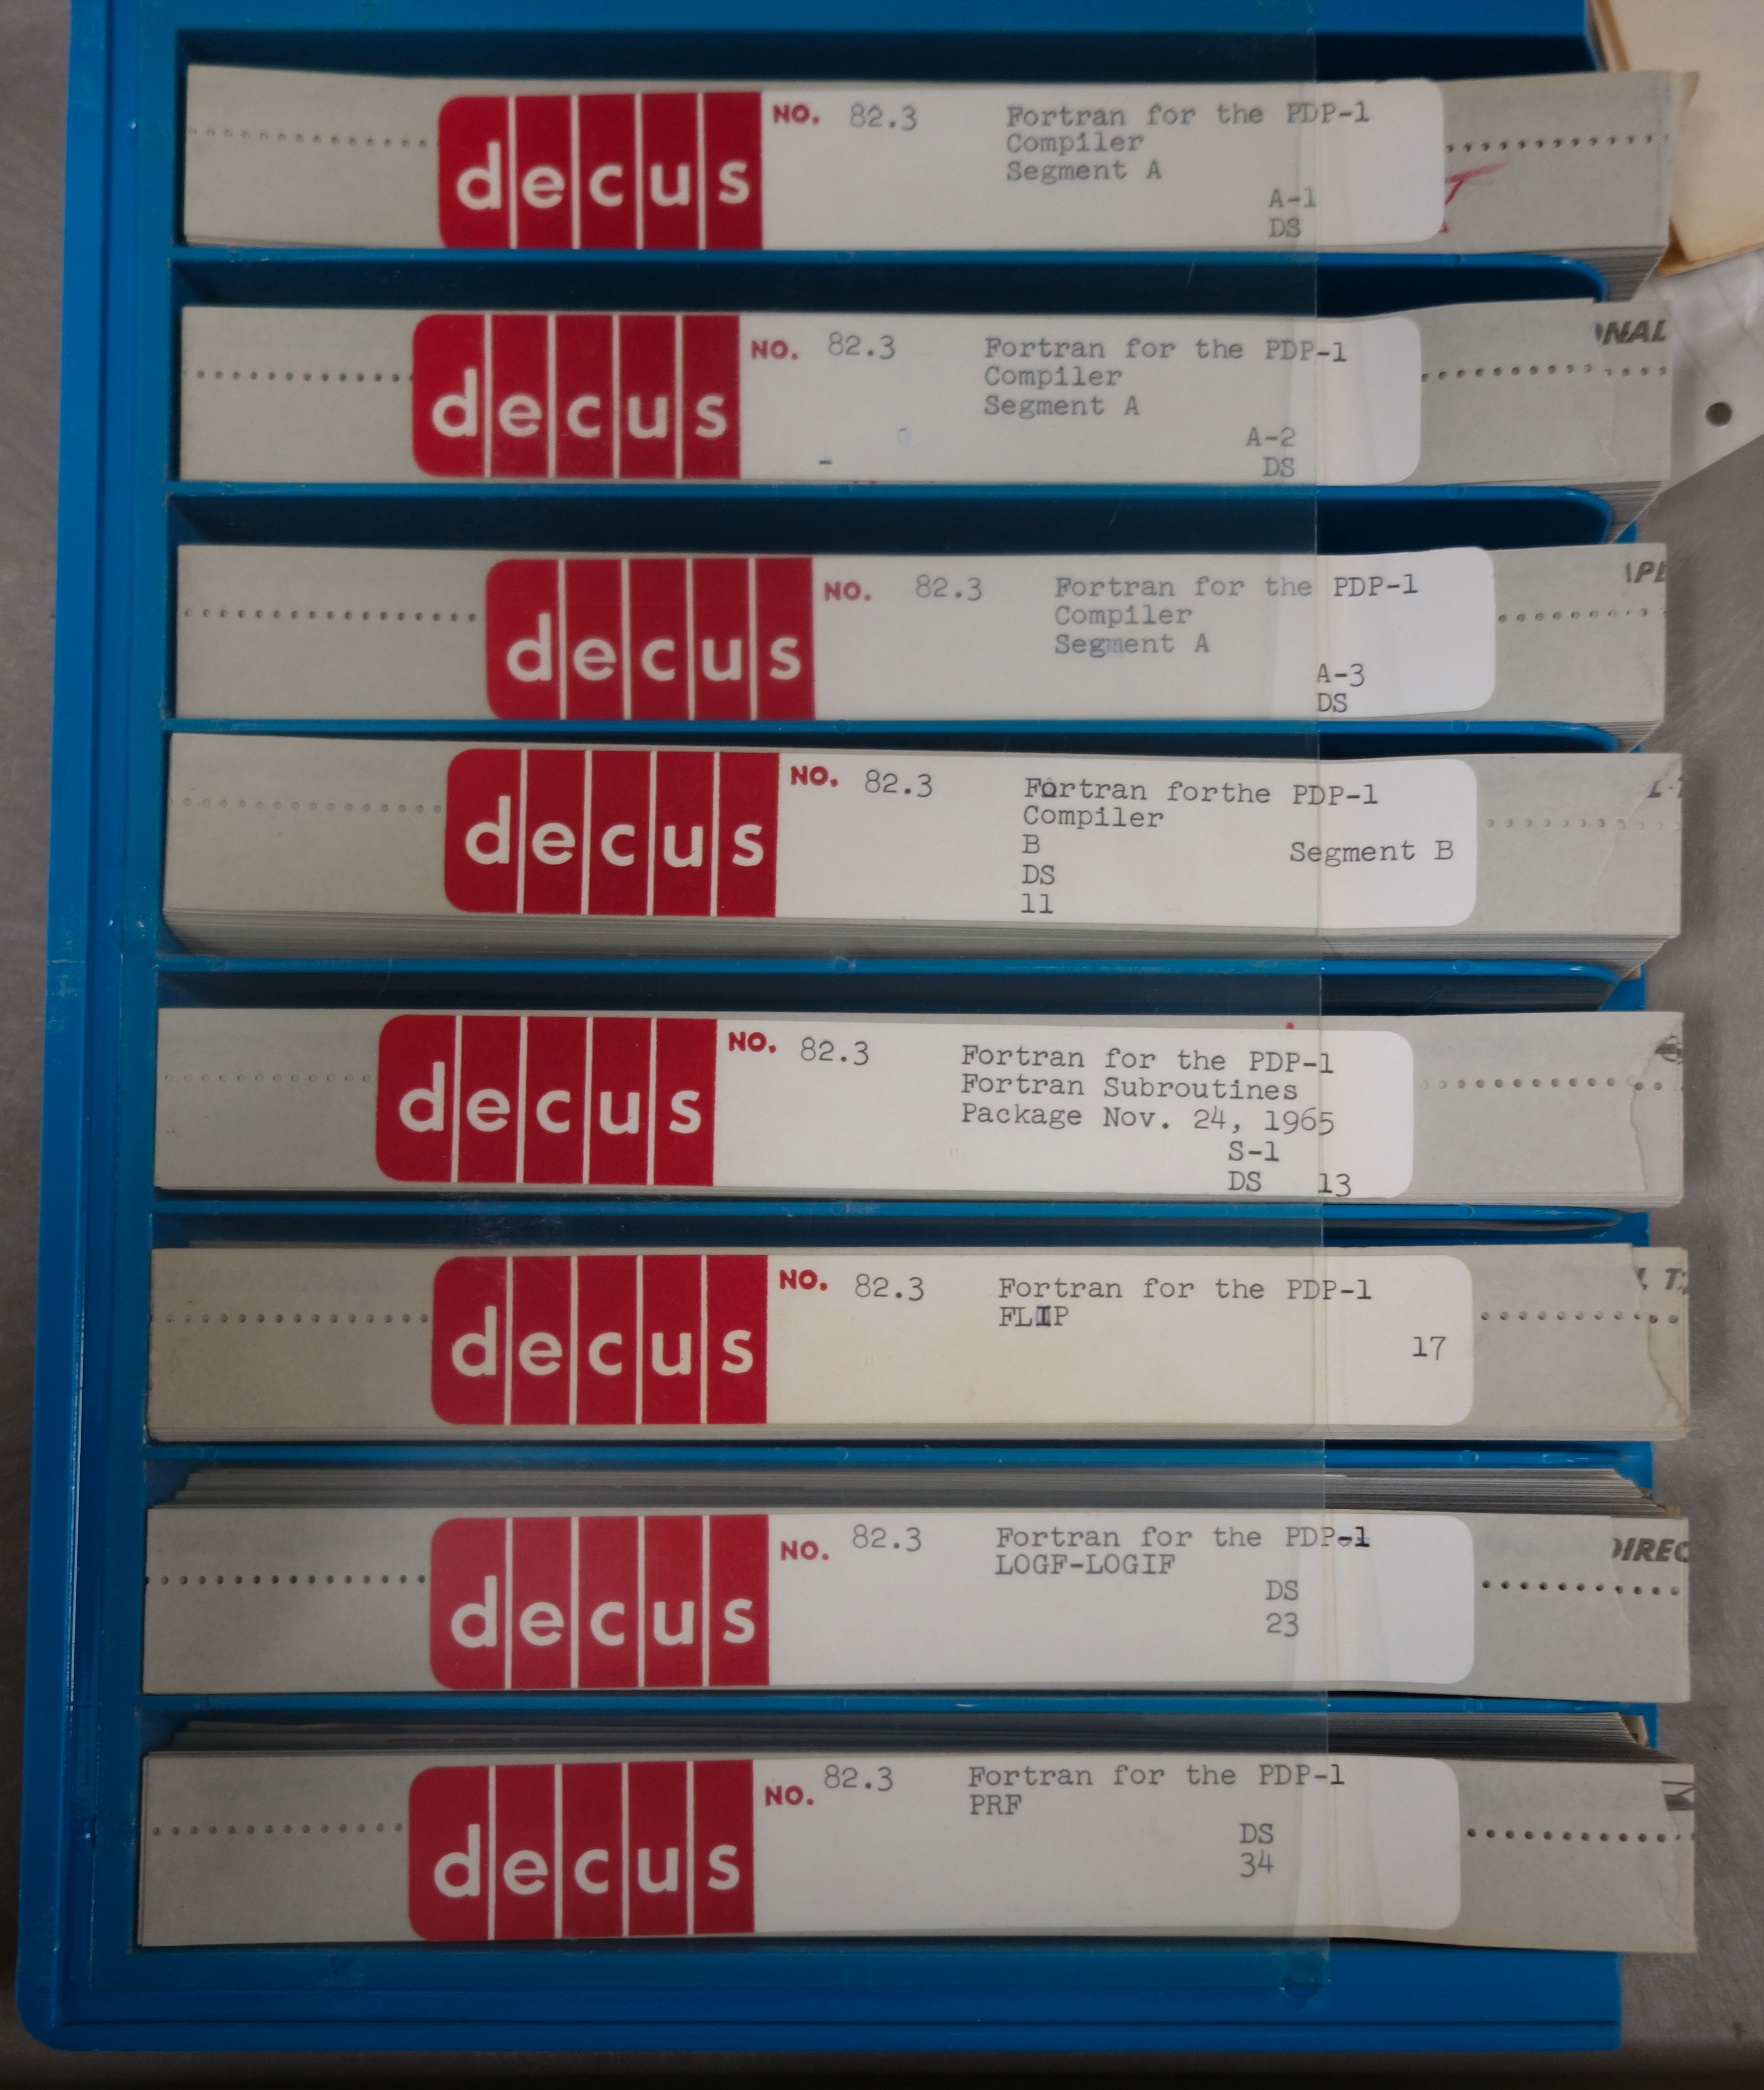 decus NO. 82.3 Fortran for the PDP-1
Compiler
Segment A
A-1
DS
decus NO. 82.3 Fortran for the PDP-1
Compiler
Segment A
A-2
DS
decus NO. 82.3 Fortran for the PDP-1
Compiler
Segment A
A-3
DS
decus NO. 82.3 Fortran forthe PDP-1
Compiler
B Segment B
DS
11
decus NO. 82.3 Fortran for the PDP-1
Fortran Subroutines
Package Nov. 24, 1965
S-1
DS 13
decus NO. 82.3 Fortran for the PDP-1
FLIP
17
decus NO. 82.3 Fortran for the PDP-1
LOGF-LOGIF
DS
23
decus NO. 82.3 Fortran for the PDP-1
PRF
DS
34